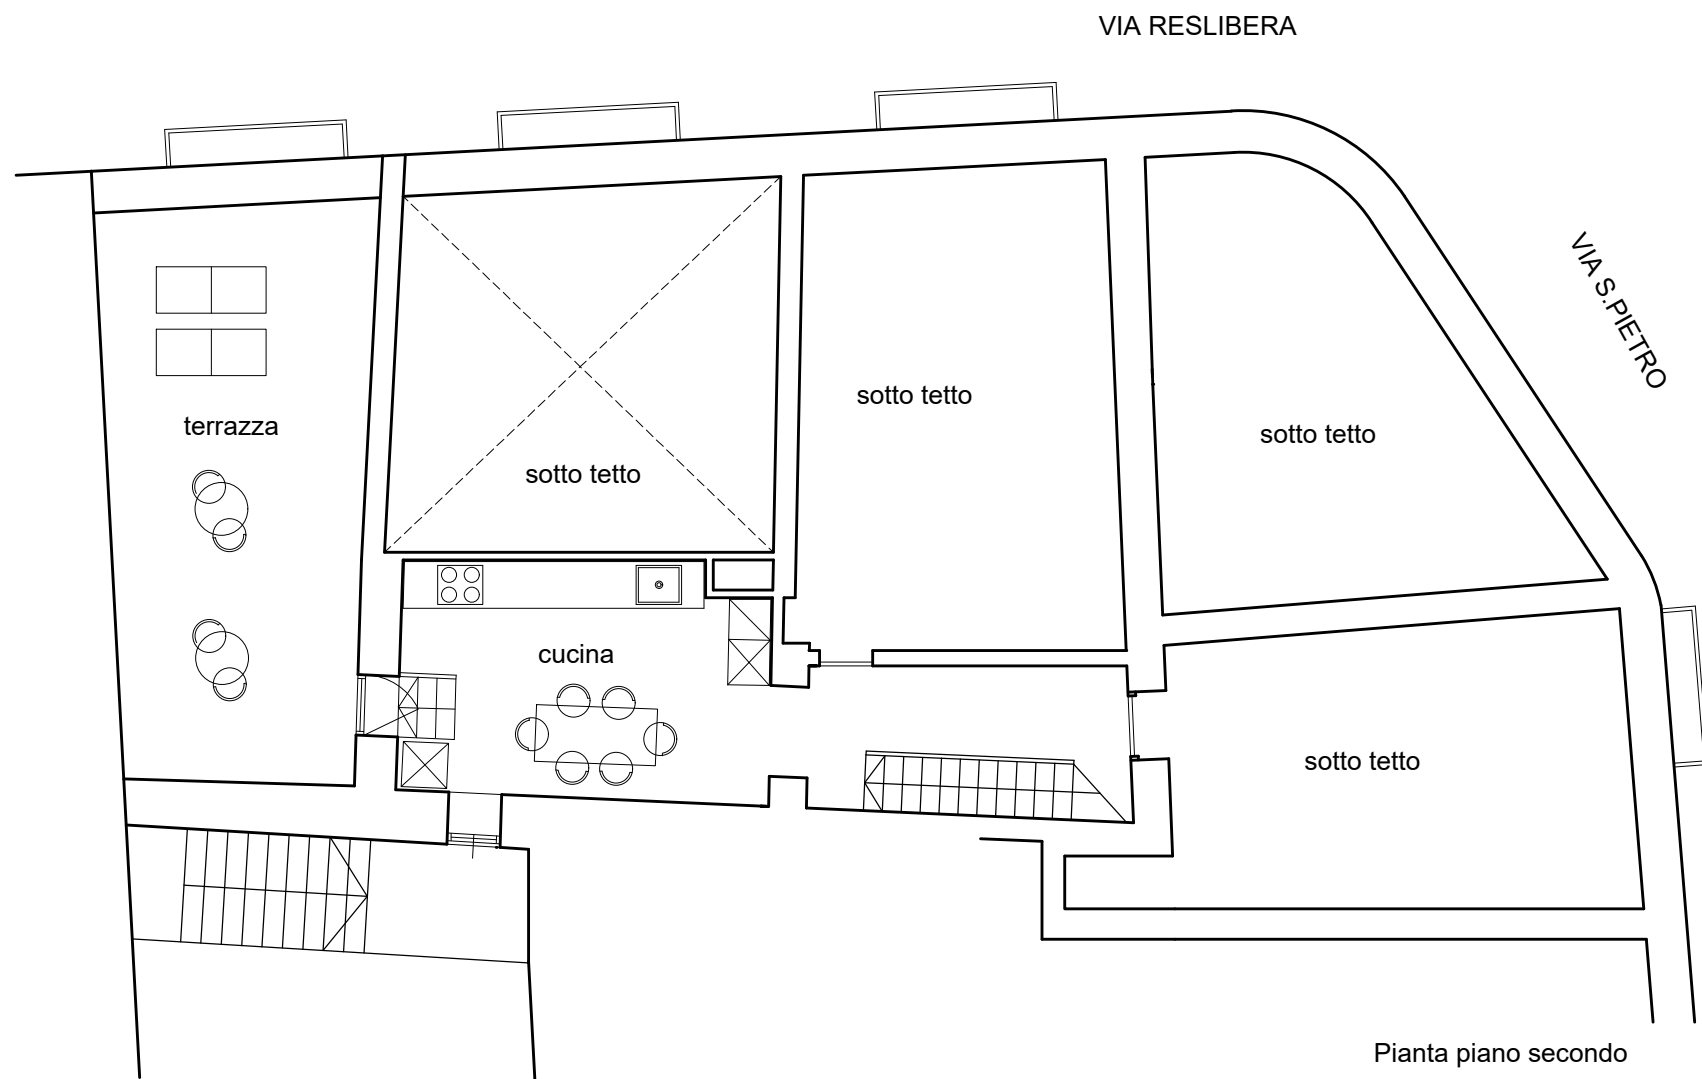 VIA RESLIBERA
VIA S.PIETRO
sotto tetto
terrazza
sotto tetto
sotto tetto
cucina
sotto tetto
Pianta piano secondo